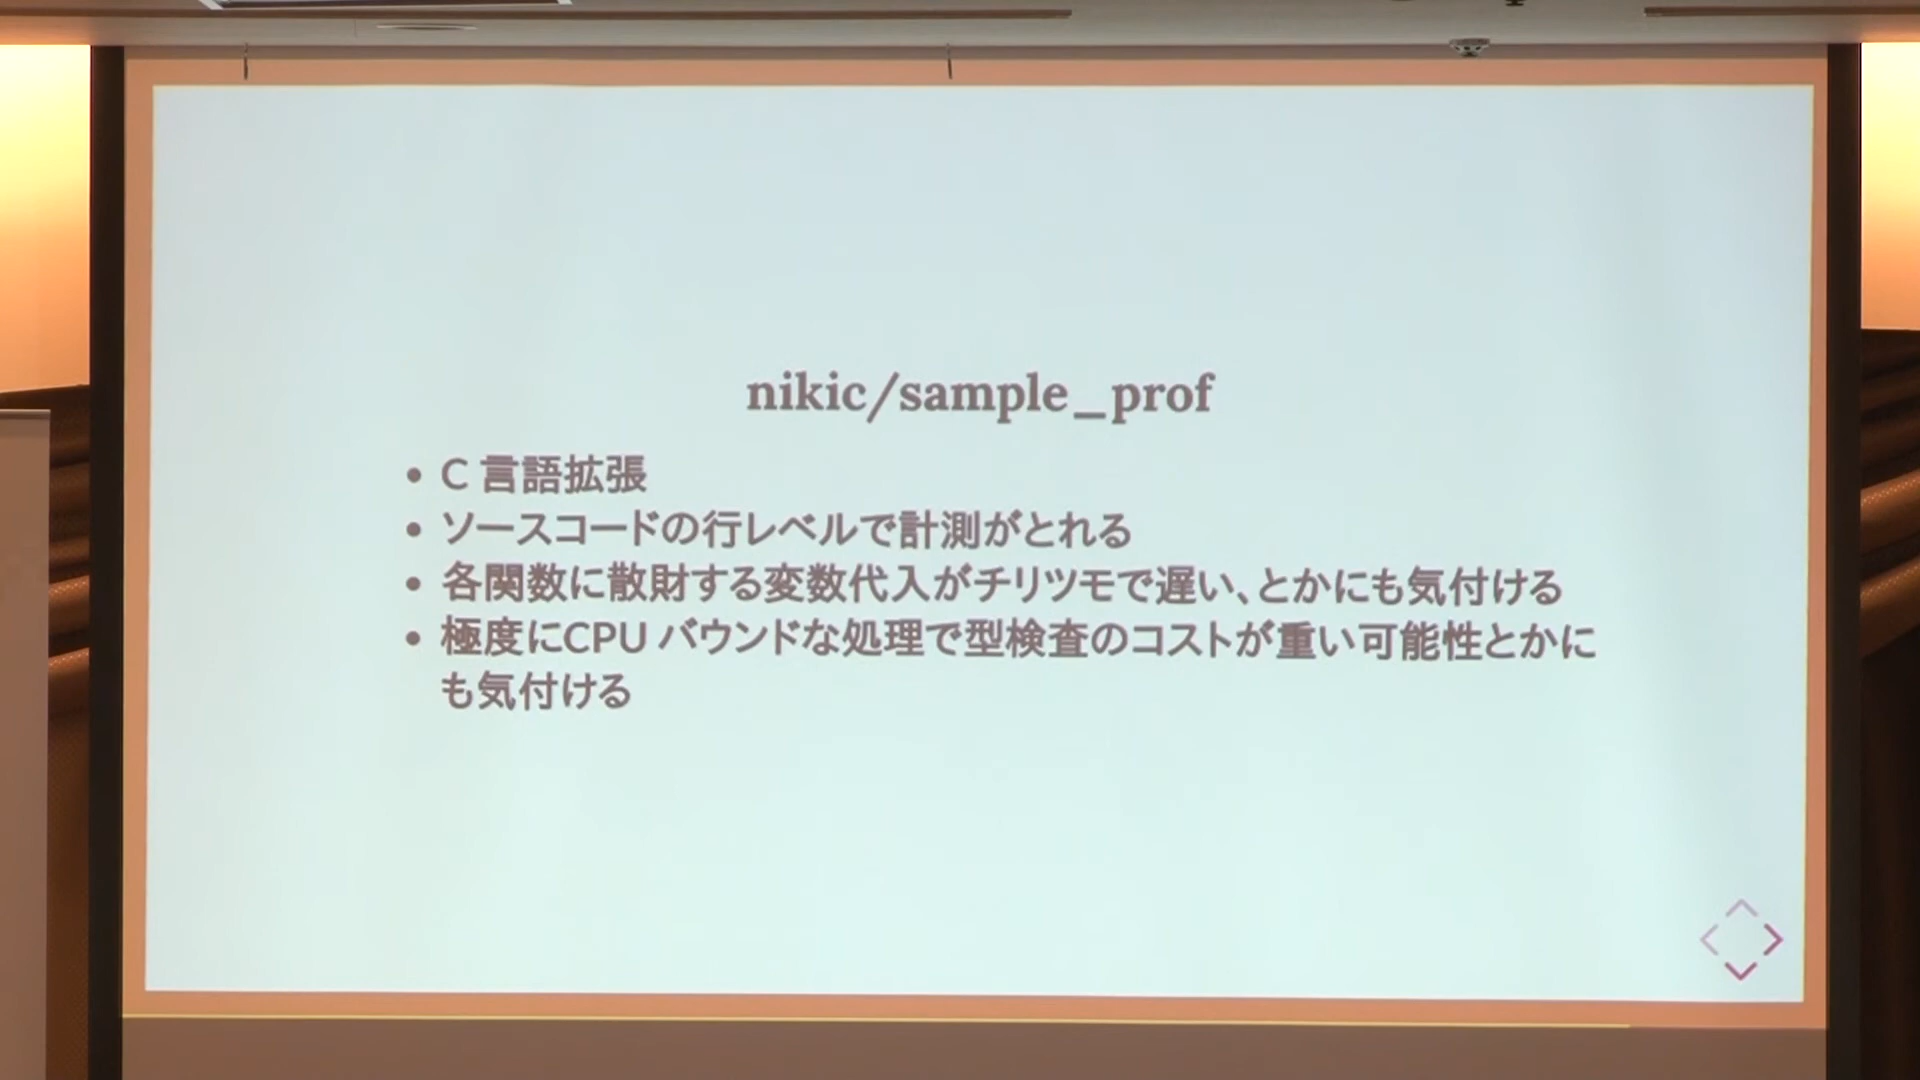 nikic/sample_prof
• C 言語拡張
• ソースコードの行レベルで計測がとれる
• 各関数に散財する変数代入がチリツモで遅い、とかにも気付ける
• 極度にCPU バウンドな処理で型検査のコストが重い可能性とかに
も気付ける